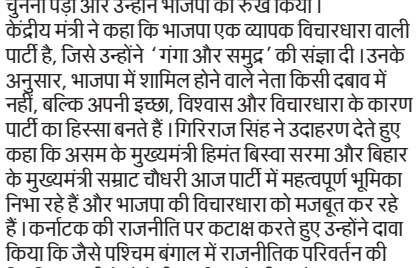 चुनना पड़ा और उन्होंने भाजपा का रुख किया।
केंद्रीय मंत्री ने कहा कि भाजपा एक व्यापक विचारधारा वाली
पार्टी है, जिसे उन्होंने ‘गंगा और समुद्र’ की संज्ञा दी।उनके
अनुसार, भाजपा में शामिल होने वाले नेता किसी दबाव में
नहीं, बल्कि अपनी इच्छा, विश्वास और विचारधारा के कारण
पार्टी का हिस्सा बनते हैं।गिरिराज सिंह ने उदाहरण देते हुए
कहा कि असम के मुख्यमंत्री हिमंत बिस्वा सरमा और बिहार
के मुख्यमंत्री सम्राट चौधरी आज पार्टी में महत्वपूर्ण भूमिका
निभा रहे हैं और भाजपा की विचारधारा को मजबूत कर रहे
हैं।कर्नाटक की राजनीति पर कटाक्ष करते हुए उन्होंने दावा
किया कि जैसे पश्चिम बंगाल में राजनीतिक परिवर्तन की